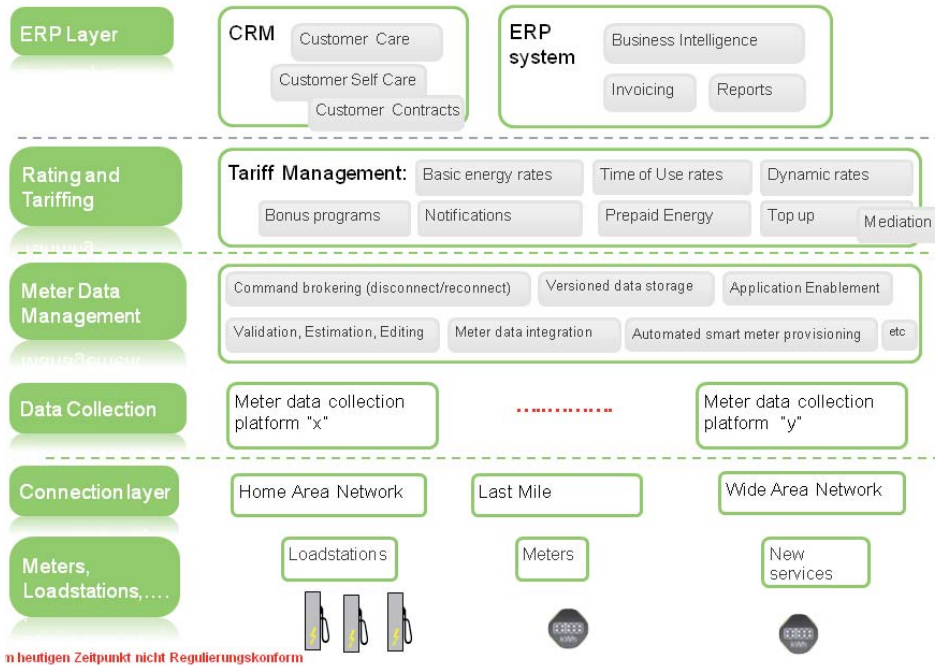 ERP Layer
CRM
Customer Care
Customer Self Care
Customer Contracts
ERP
system
Business Intelligence
Invoicing
Reports
Rating and
Tariffing
Tariff Management:
Basic energy rates
Time of Use rates
Dynamic rates
Bonus programs
Notifications
Prepaid Energy
Top up
Mediation
Meter Data
Management
Command brokering (disconnect/reconnect)
Versioned data storage
Application Enablement
Validation, Estimation, Editing
Meter data integration
Automated smart meter provisioning
etc
Data Collection
Meter data collection
platform "x"
................
Meter data collection
platform "y"
Connection layer
Home Area Network
Last Mile
Wide Area Network
Meters,
Loadstations,....
Loadstations
Meters
New
services
kWh
kWh
m heutigen Zeitpunkt nicht Regulierungskonform